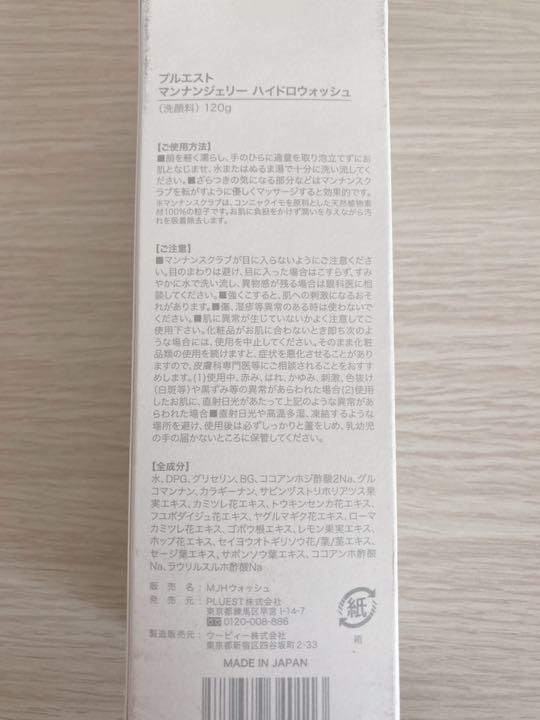 プルエスト
マンナンジェリー ハイドロウォッシュ
(洗顔料) 120g
【ご使用方法】
■顔を軽く濡らし、手のひらに適量を取り泡立てずにお
肌となじませ、水またはぬるま湯で十分に洗い流してく
ださい。■ざらつきの気になる部分などはマンナンスク
ラブを転がすように優しくマッサージすると効果的です。
※マンナンスクラブは、コンニャクイモを原料とした天然植物素
材100%の粒子です。お肌に負担をかけず潤いを与えながら汚
れを吸着除去します。
【ご注意】
■マンナンスクラブが目に入らないようにご注意くださ
い。目のまわりは避け、目に入った場合はこすらず、すみ
やかに水で洗い流し、異物感が残る場合は眼科医に相
談してください。■強くこすると、肌への刺激になるおそ
れがあります。■傷、湿疹等異常のある時は使わないで
ください。■肌に異常が生じていないかよく注意してご
使用下さい。化粧品がお肌に合わないとき即ち次のよ
うな場合には、使用を中止してください。そのまま化粧
品類の使用を続けますと、症状を悪化させることがあり
ますので、皮膚科専門医等にご相談されることをおすす
めします。(1)使用中、赤み、はれ、かゆみ、刺激、色抜け
(白斑等)や黒ずみ等の異常があらわれた場合(2)使用
したお肌に、直射日光があたって上記のような異常があ
らわれた場合■直射日光や高温多湿、凍結するような
場所を避け、使用後は必ずしっかりと蓋をしめ、乳幼児
の手の届かないところに保管してください。
【全成分】
水、DPG、グリセリン、BG、ココアンホジ酢酸2Na、グル
コマンナン、カラギーナン、サピンヅストリホリアツス果
実エキス、カミツレ花エキス、トウキンセンカ花エキス、
フユボダイジュ花エキス、ヤグルマギク花エキス、ローマ
カミツレ花エキス、ゴボウ根エキス、レモン果実エキス、
ホップ花エキス、セイヨウオトギリソウ花/葉/茎エキス、
セージ葉エキス、サボンソウ葉エキス、ココアンホ酢酸
Na、ラウリルスルホ酢酸Na
販売名:MJHウォッシュ
発売元:PLUEST株式会社
東京都練馬区早宮1-14-7
0120-008-886
製造販売元:ウービィー株式会社
東京都新宿区四谷坂町2-33
MADE IN JAPAN
紙
箱